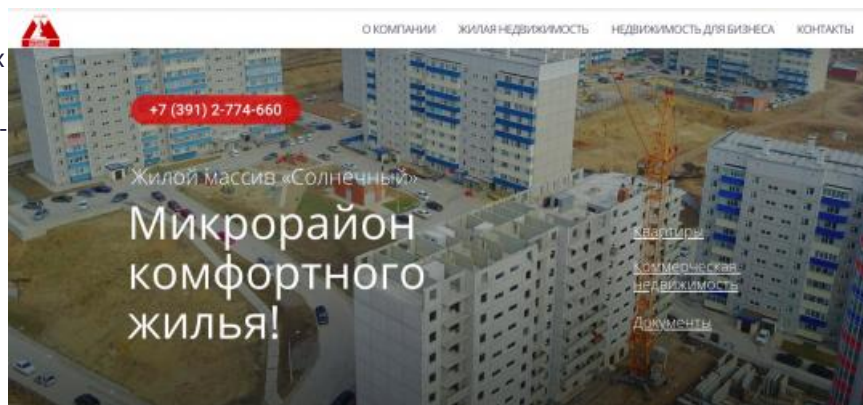 О КОМПАНИИ ЖИЛАЯ НЕДВИЖИМОСТЬ НЕДВИЖИМОСТЬ ДЛЯ БИЗНЕСА КОНТАКТЫ
х
-
+7 (391) 2-774-660
Жилой массив «Солнечный»
Микрорайон
комфортного
жилья!
Квартиры
Коммерческая
недвижимость
Документы